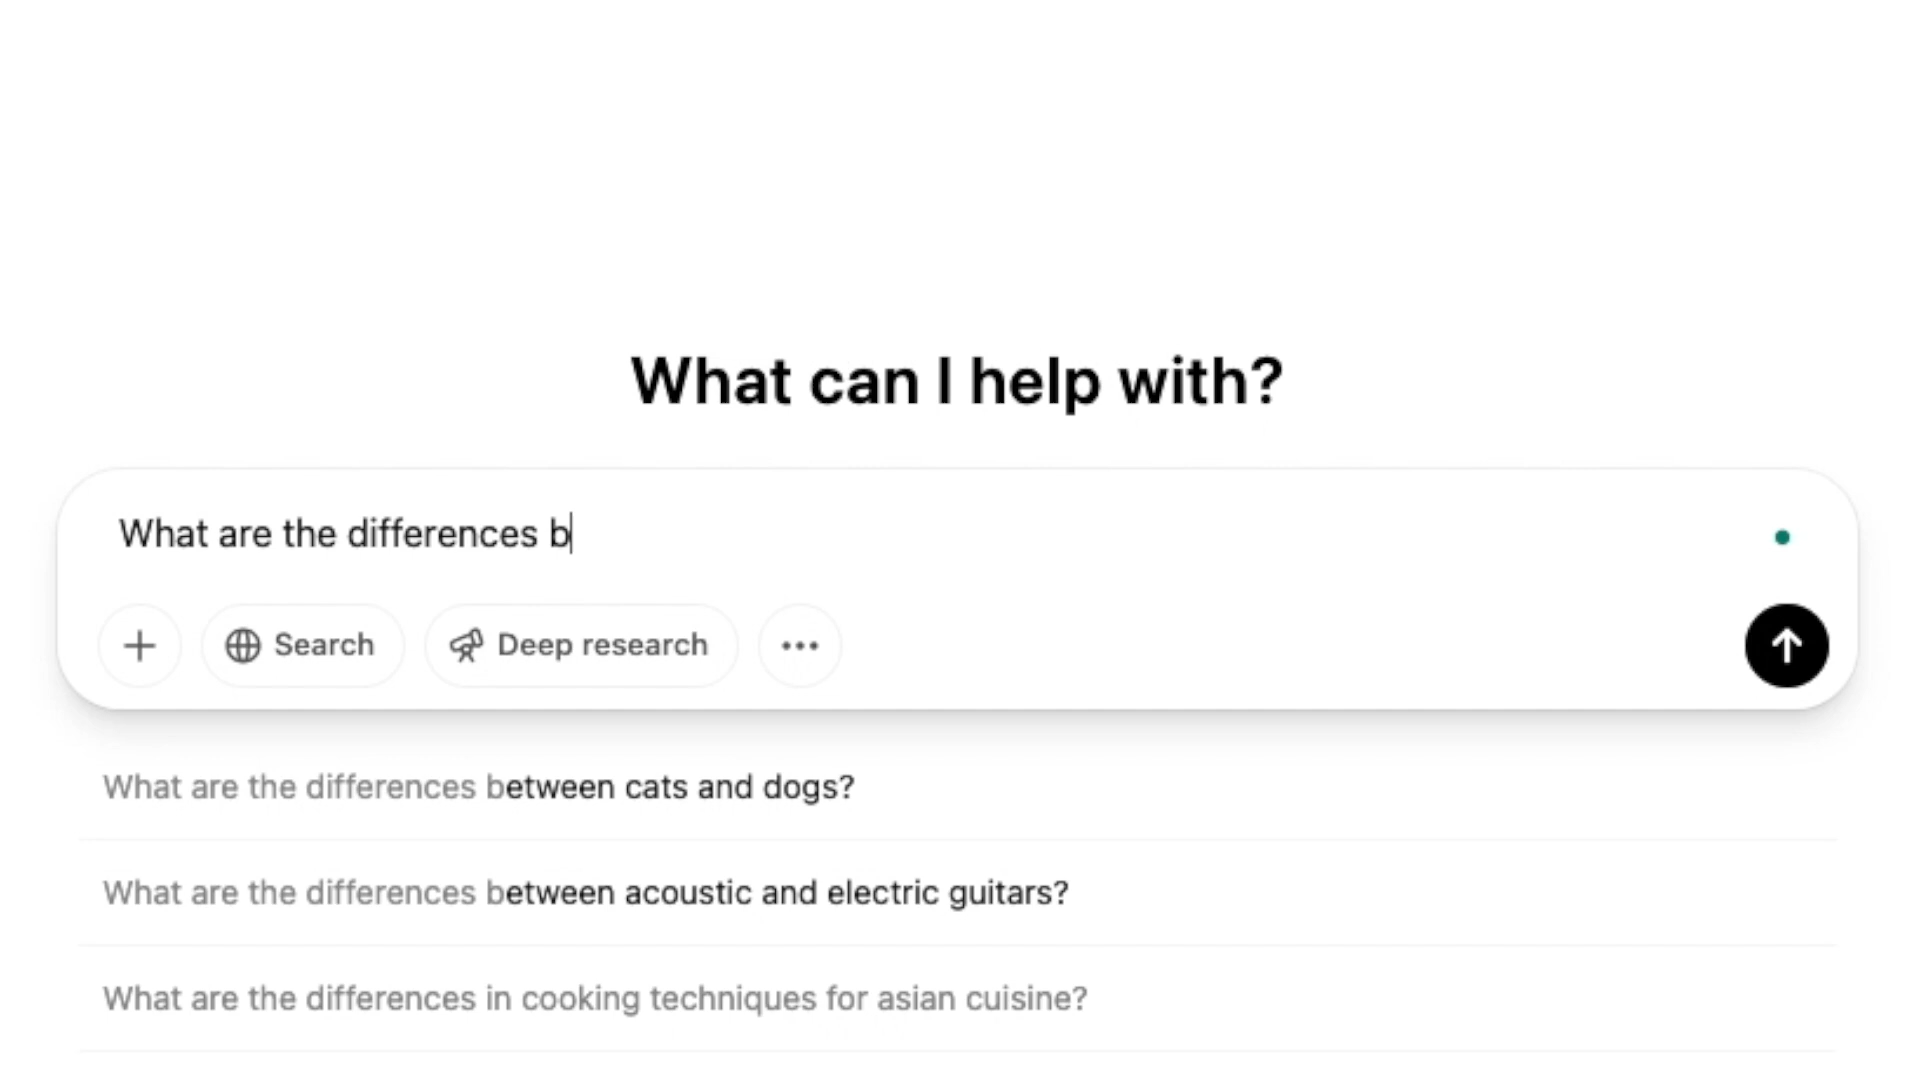 What can I help with?
What are the differences b
Search
Deep research
What are the differences between cats and dogs?
What are the differences between acoustic and electric guitars?
What are the differences in cooking techniques for asian cuisine?